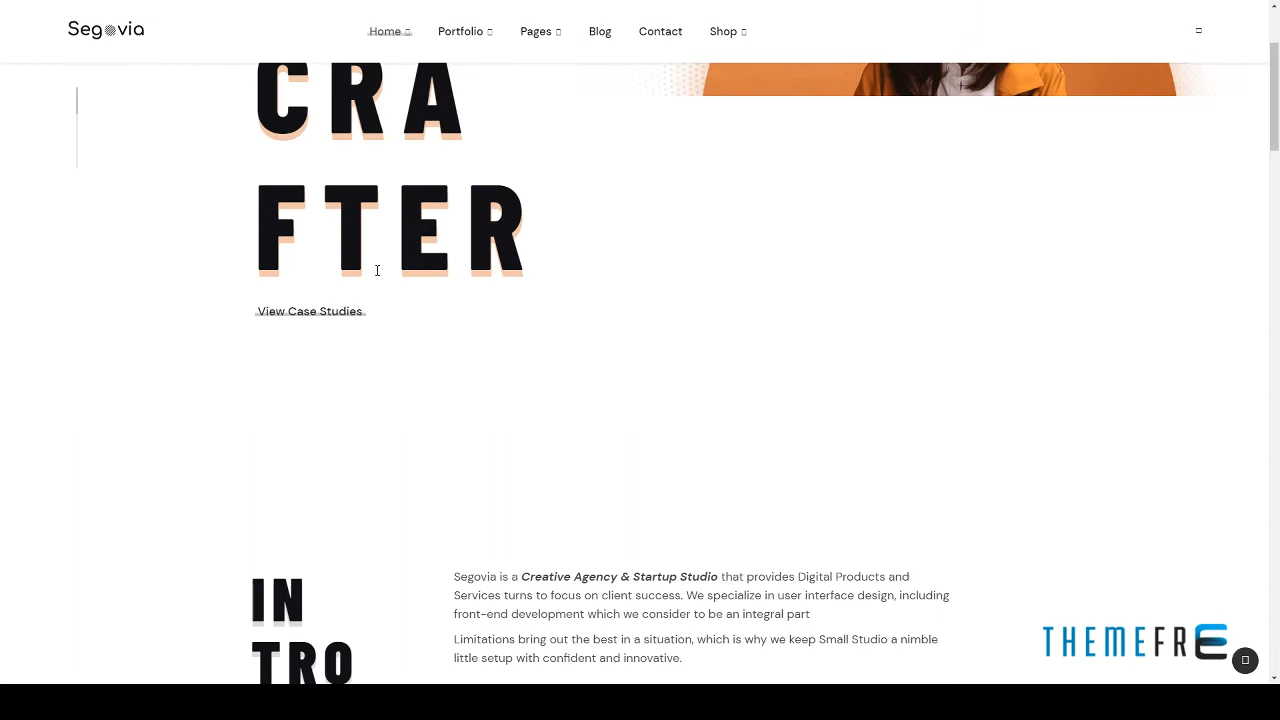 Segovia
Home Portfolio Pages Blog Contact Shop
CRA
FTER
View Case Studies
IN
TRO
Segovia is a Creative Agency & Startup Studio that provides Digital Products and
Services turns to focus on client success. We specialize in user interface design, including
front-end development which we consider to be an integral part
Limitations bring out the best in a situation, which is why we keep Small Studio a nimble
little setup with confident and innovative.
THEMEFRE